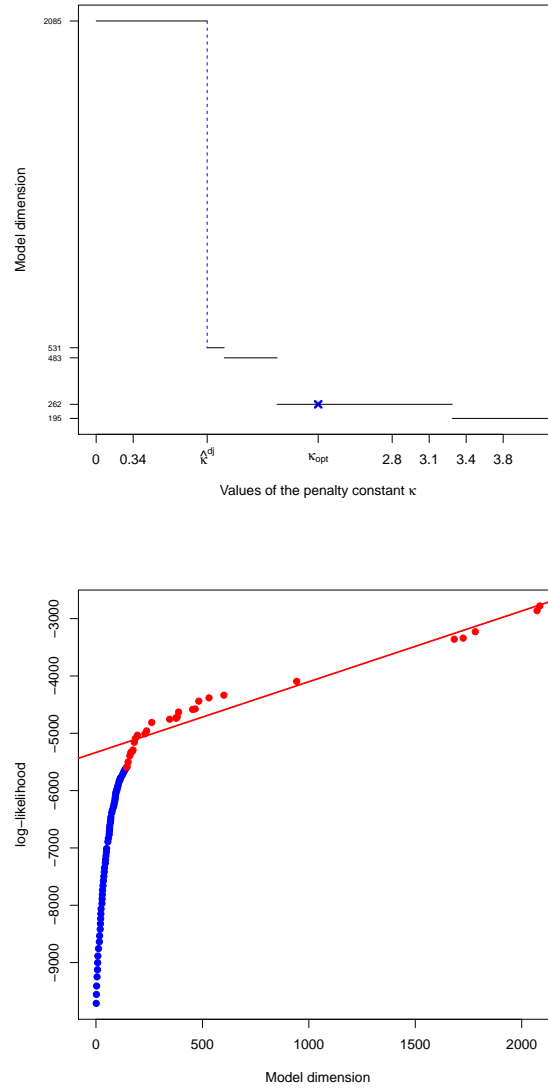 Model dimension
2085
531
483
262
195
0 0.34 κ̂^dj κ_opt 2.8 3.1 3.4 3.8
Values of the penalty constant κ
log−likelihood
−3000
−4000
−5000
−6000
−7000
−8000
−9000
0 500 1000 1500 2000
Model dimension